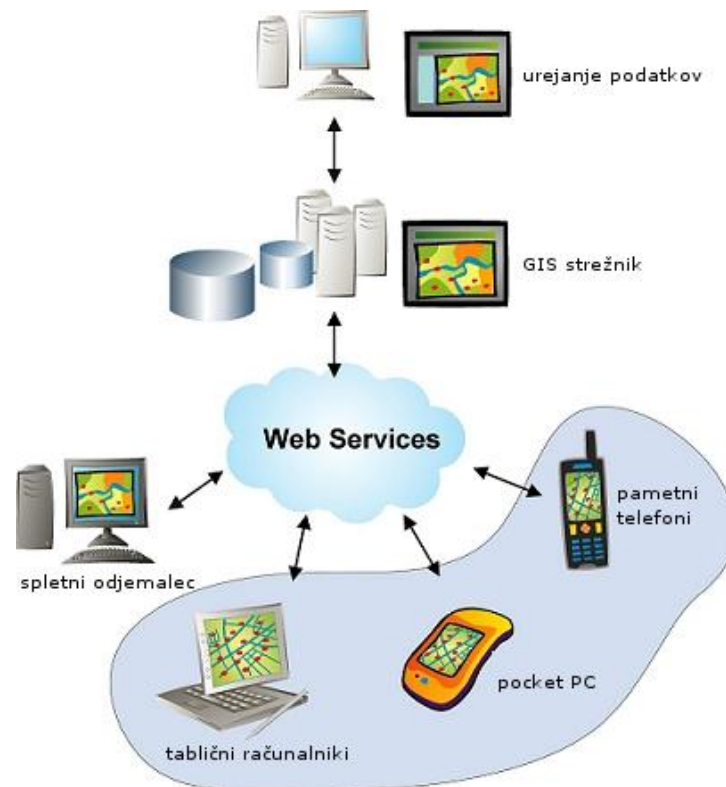 urejanje podatkov
GIS strežnik
Web Services
pametni
telefoni
spletni odjemalec
pocket PC
tablični računalniki